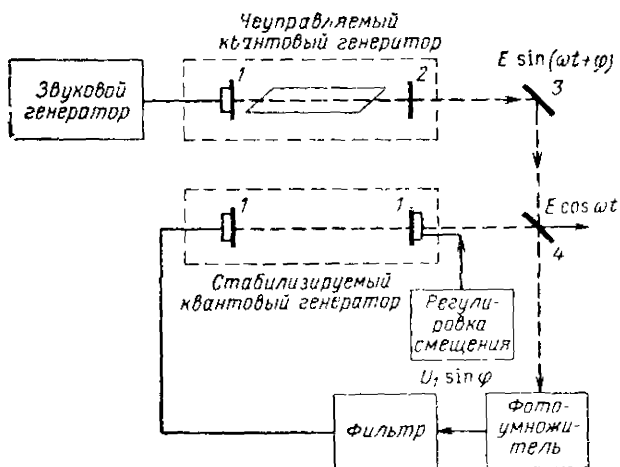 Чеуправляемый
квантовый генератор
E sin(ωt+φ)
Звуковой
генератор
1
2
3
1
1
E cos ωt
4
Стабилизируемый
квантовый генератор
Регули-
ровка
смещения
U₁ sin φ
Фильтр
Фото-
умножи-
тель